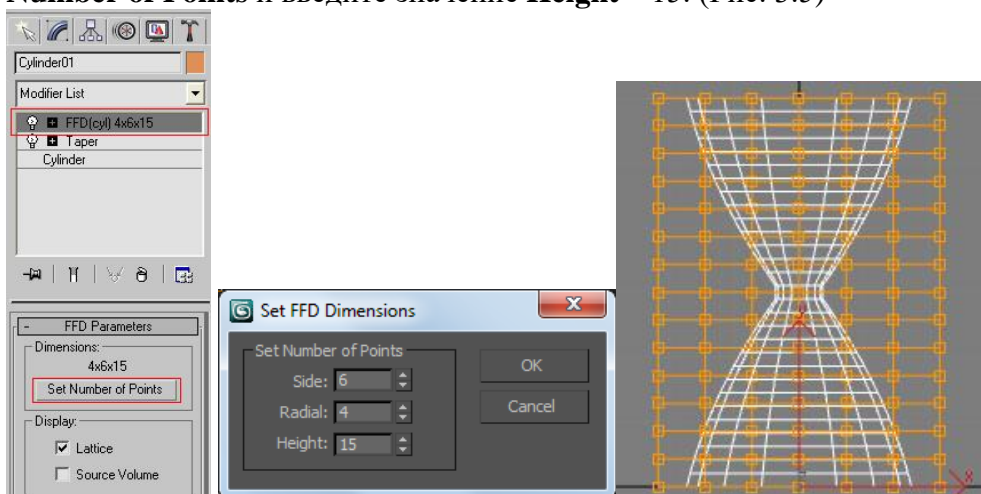 Number of Points и введите значение Height – 15. (Рис. 3.3)
Cylinder01
Modifier List
FFD(cyl) 4x6x15
Taper
Cylinder
FFD Parameters
Dimensions:
4x6x15
Set Number of Points
Display:
Lattice
Source Volume
Set FFD Dimensions
Set Number of Points
Side: 6
Radial: 4
Height: 15
OK
Cancel
x